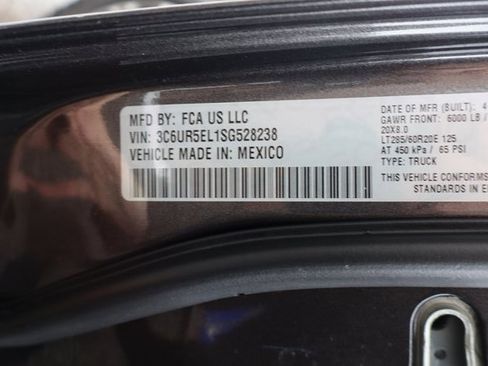 MFD BY: FCA US LLC
VIN: 3C6UR5EL1SG528238
VEHICLE MADE IN: MEXICO
DATE OF MFR (BUILT): 4
GAWR FRONT: 6000 LB /
20X8.0
LT285/60R20E 125
AT 450 kPa / 65 PSI
TYPE: TRUCK
THIS VEHICLE CONFORMS
STANDARDS IN E